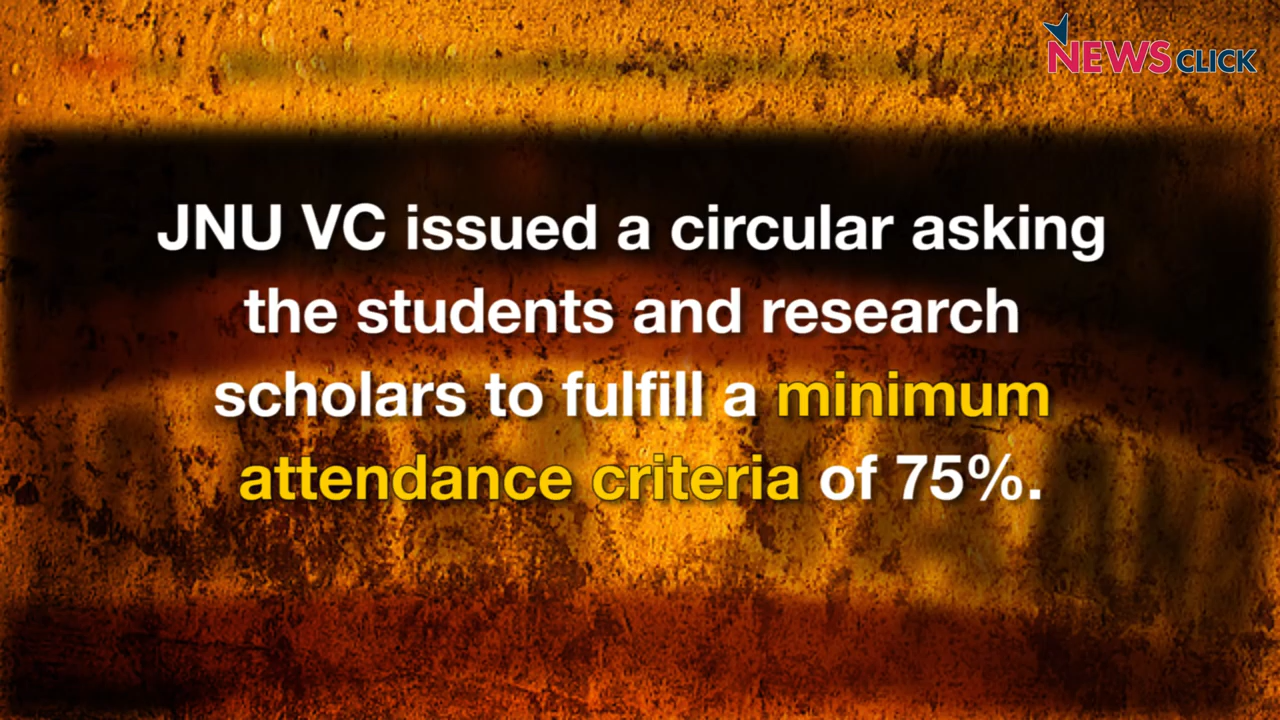 NEWSCLICK
JNU VC issued a circular asking
the students and research
scholars to fulfill a minimum
attendance criteria of 75%.